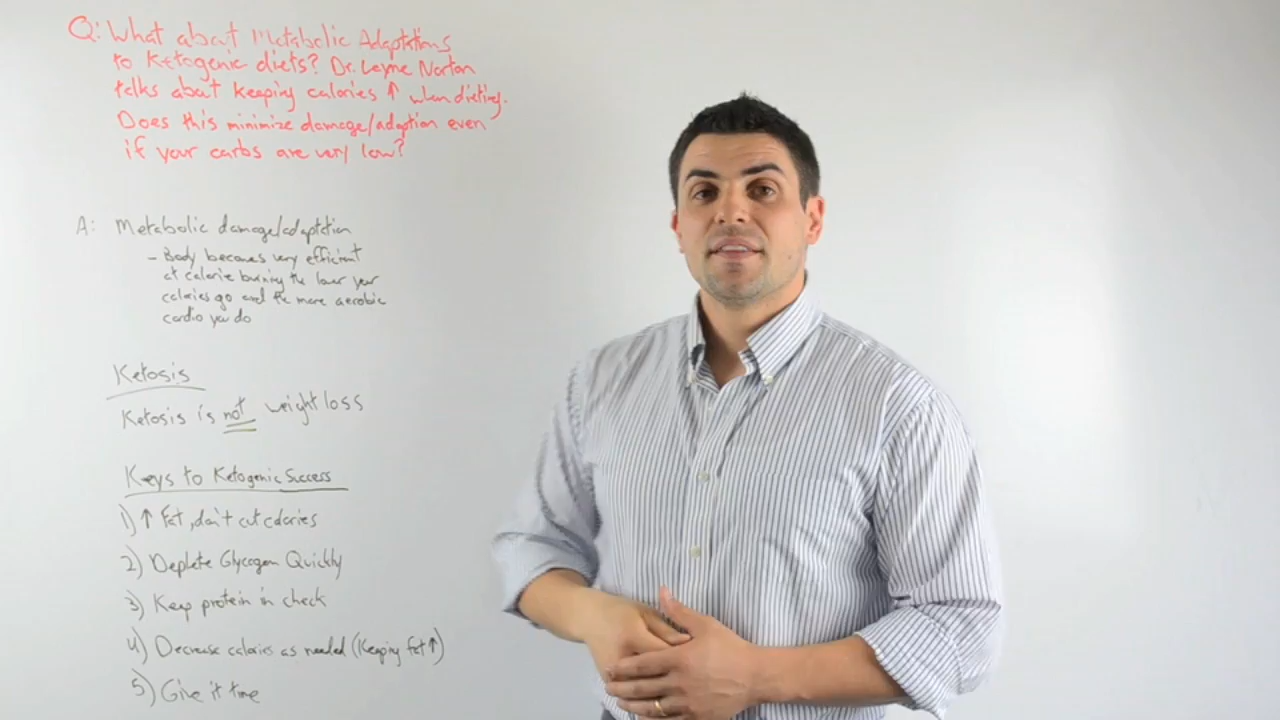 Q: What about Metabolic Adaptations
to Ketogenic diets? Dr. Layne Norton
talks about keeping calories ↑ when dieting.
Does this minimize damage/adaption even
if your carbs are very low?
A: Metabolic damage/adaptation
- Body becomes very efficient
at calorie burning the lower your
calories go and the more aerobic
cardio you do
Ketosis
Ketosis is not weight loss
Keys to Ketogenic Success
1) ↑ Fat, don't cut calories
2) Deplete Glycogen Quickly
3) Keep protein in check
4) Decrease calories as needed (Keeping Fat ↑)
5) Give it time